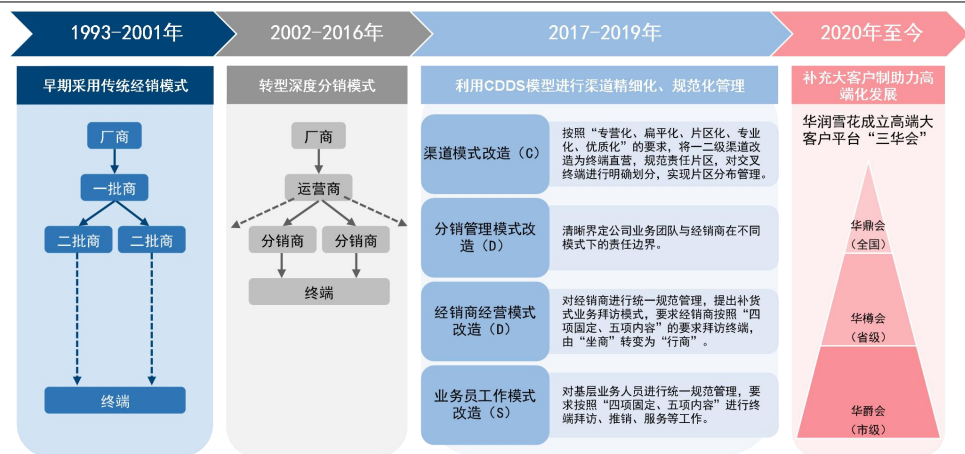 1993-2001年
2002-2016年
2017-2019年
2020年至今
早期采用传统经销模式
厂商
一批商
二批商
二批商
终端
转型深度分销模式
厂商
运营商
分销商
分销商
终端
利用CDDS模型进行渠道精细化、规范化管理
渠道模式改造（C）
按照“专营化、扁平化、片区化、专业
化、优质化”的要求，将一二级渠道改
造为终端直营，规范责任片区，对交叉
终端进行明确划分，实现片区分布管理。
分销管理模式改
造（D）
清晰界定公司业务团队与经销商在不同
模式下的责任边界。
经销商经营模式
改造（D）
对经销商进行统一规范管理，提出补货
式业务拜访模式，要求经销商按照“四
项固定、五项内容”的要求拜访终端，
由“坐商”转变为“行商”。
业务员工作模式
改造（S）
对基层业务人员进行统一规范管理，要
求按照“四项固定、五项内容”进行终
端拜访、推销、服务等工作。
补充大客户制助力高
端化发展
华润雪花成立高端大
客户平台“三华会”
华鼎会
（全国）
华樽会
（省级）
华爵会
（市级）